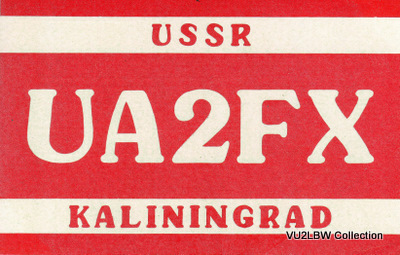 USSR
UA2FX
KALININGRAD
VU2LBW Collection